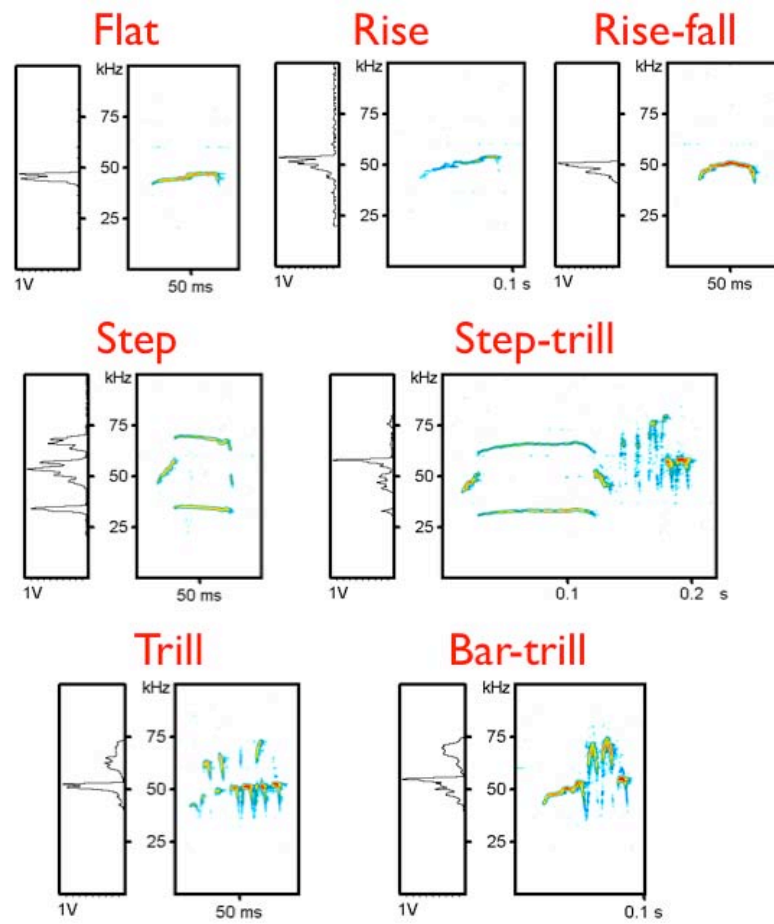 Flat
kHz
75
50
25
1V
50 ms
Rise
kHz
75
50
25
1V
0.1 s
Rise-fall
kHz
75
50
25
1V
50 ms
Step
kHz
75
50
25
1V
50 ms
Step-trill
kHz
75
50
25
1V
0.1
0.2 s
Trill
kHz
75
50
25
1V
50 ms
Bar-trill
kHz
75
50
25
1V
0.1 s